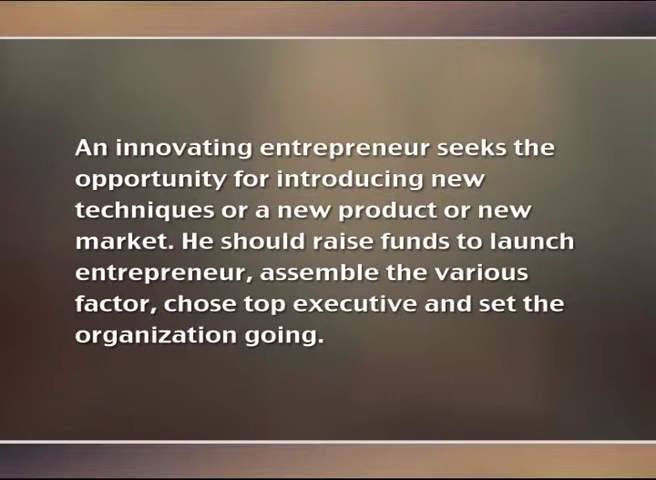 An innovating entrepreneur seeks the
opportunity for introducing new
techniques or a new product or new
market. He should raise funds to launch
entrepreneur, assemble the various
factor, chose top executive and set the
organization going.